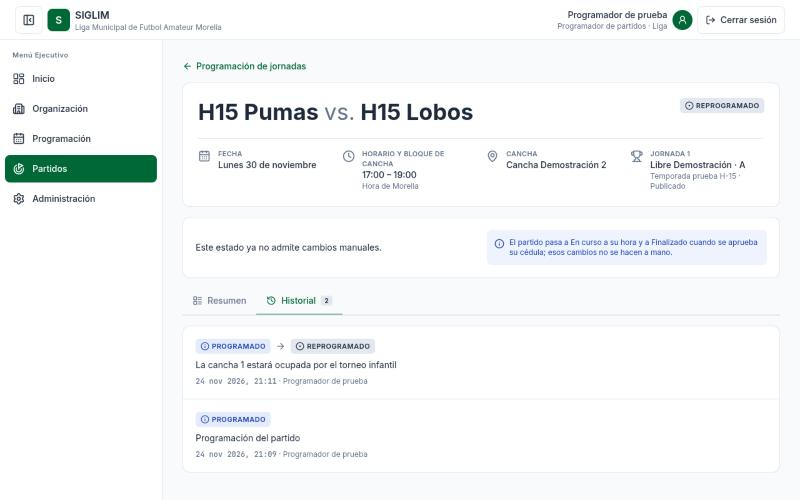 S
SIGLIM
Liga Municipal de Futbol Amateur Morelia
Programador de prueba
Programador de partidos · Liga
Cerrar sesión
Menú Ejecutivo
Inicio
Organización
Programación
Partidos
Administración
Programación de jornadas
H15 Pumas vs. H15 Lobos
REPROGRAMADO
FECHA
Lunes 30 de noviembre
HORARIO Y BLOQUE DE
CANCHA
17:00 – 19:00
Hora de Morelia
CANCHA
Cancha Demostración 2
JORNADA 1
Libre Demostración · A
Temporada prueba H-15 ·
Publicado
Este estado ya no admite cambios manuales.
El partido pasa a En curso a su hora y a Finalizado cuando se aprueba
su cédula; esos cambios no se hacen a mano.
Resumen
Historial 2
PROGRAMADO → REPROGRAMADO
La cancha 1 estará ocupada por el torneo infantil
24 nov 2026, 21:11 · Programador de prueba
PROGRAMADO
Programación del partido
24 nov 2026, 21:09 · Programador de prueba